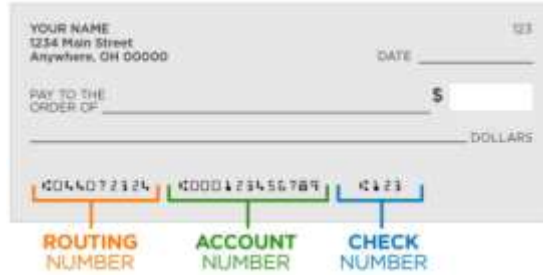 YOUR NAME 123
1234 Main Street
Anywhere, OH 00000
DATE
PAY TO THE
ORDER OF $
DOLLARS
⑆044072324 ⑆000123456789 ⑆123
ROUTING NUMBER
ACCOUNT NUMBER
CHECK NUMBER